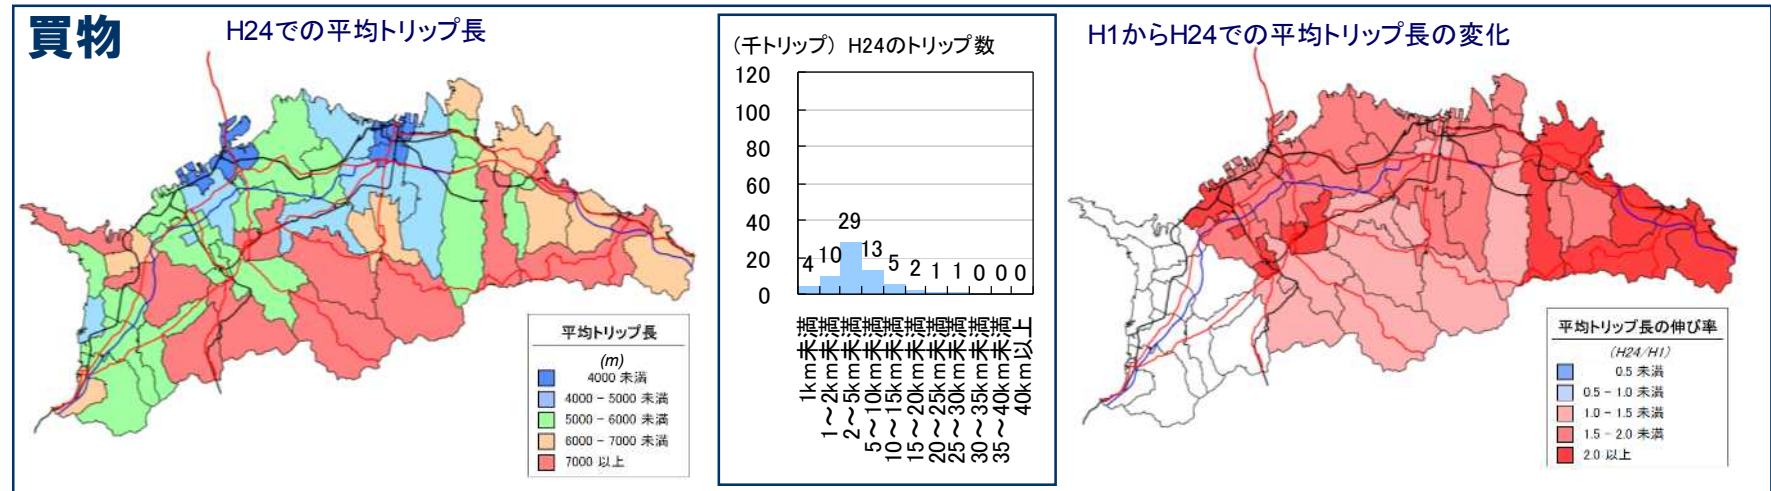 買物
H24での平均トリップ長
平均トリップ長
(m)
4000 未満
4000 - 5000 未満
5000 - 6000 未満
6000 - 7000 未満
7000 以上
（千トリップ） H24のトリップ数
120
100
80
60
40
20
0
4
10
29
13
5
2
1
1
0
0
0
1km未満
1～2km未満
2～5km未満
5～10km未満
10～15km未満
15～20km未満
20～25km未満
25～30km未満
30～35km未満
35～40km未満
40km以上
H1からH24での平均トリップ長の変化
平均トリップ長の伸び率
(H24/H1)
0.5 未満
0.5 - 1.0 未満
1.0 - 1.5 未満
1.5 - 2.0 未満
2.0 以上